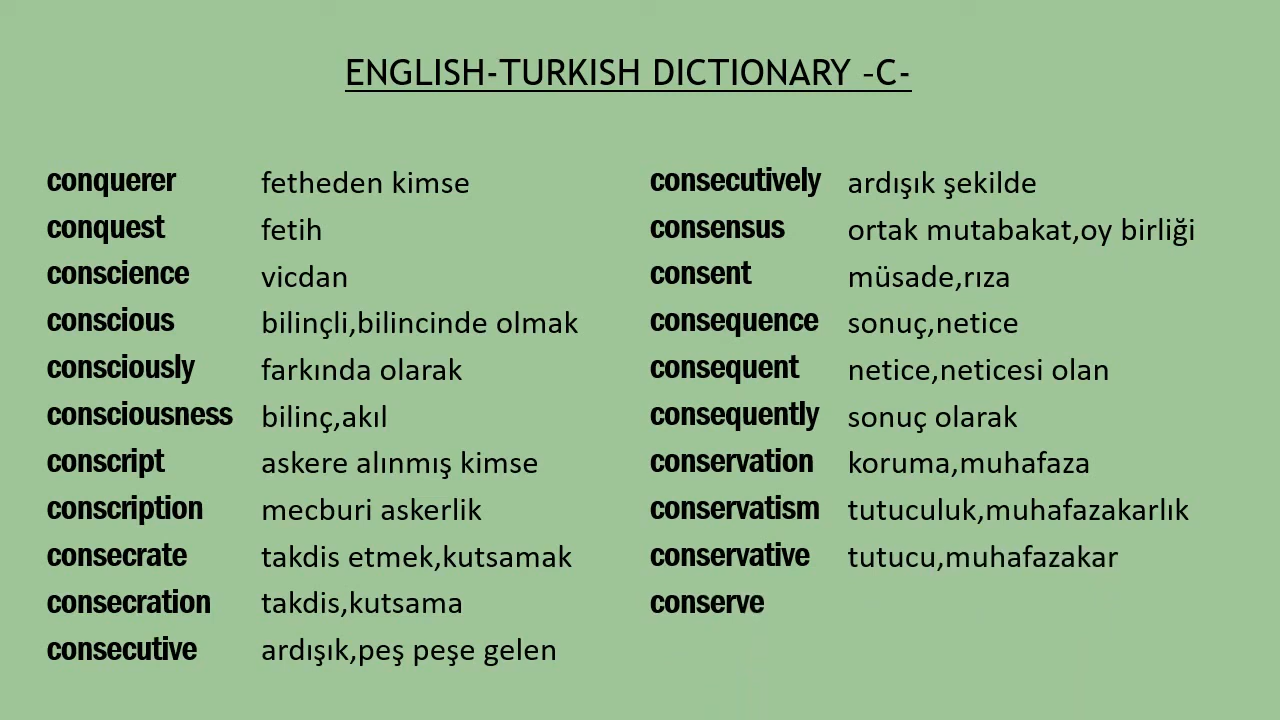 ENGLISH-TURKISH DICTIONARY –C-
conquerer fetheden kimse
conquest fetih
conscience vicdan
conscious bilinçli,bilincinde olmak
consciously farkında olarak
consciousness bilinç,akıl
conscript askere alınmış kimse
conscription mecburi askerlik
consecrate takdis etmek,kutsamak
consecration takdis,kutsama
consecutive ardışık,peş peşe gelen
consecutively ardışık şekilde
consensus ortak mutabakat,oy birliği
consent müsade,rıza
consequence sonuç,netice
consequent netice,neticesi olan
consequently sonuç olarak
conservation koruma,muhafaza
conservatism tutuculuk,muhafazakarlık
conservative tutucu,muhafazakar
conserve